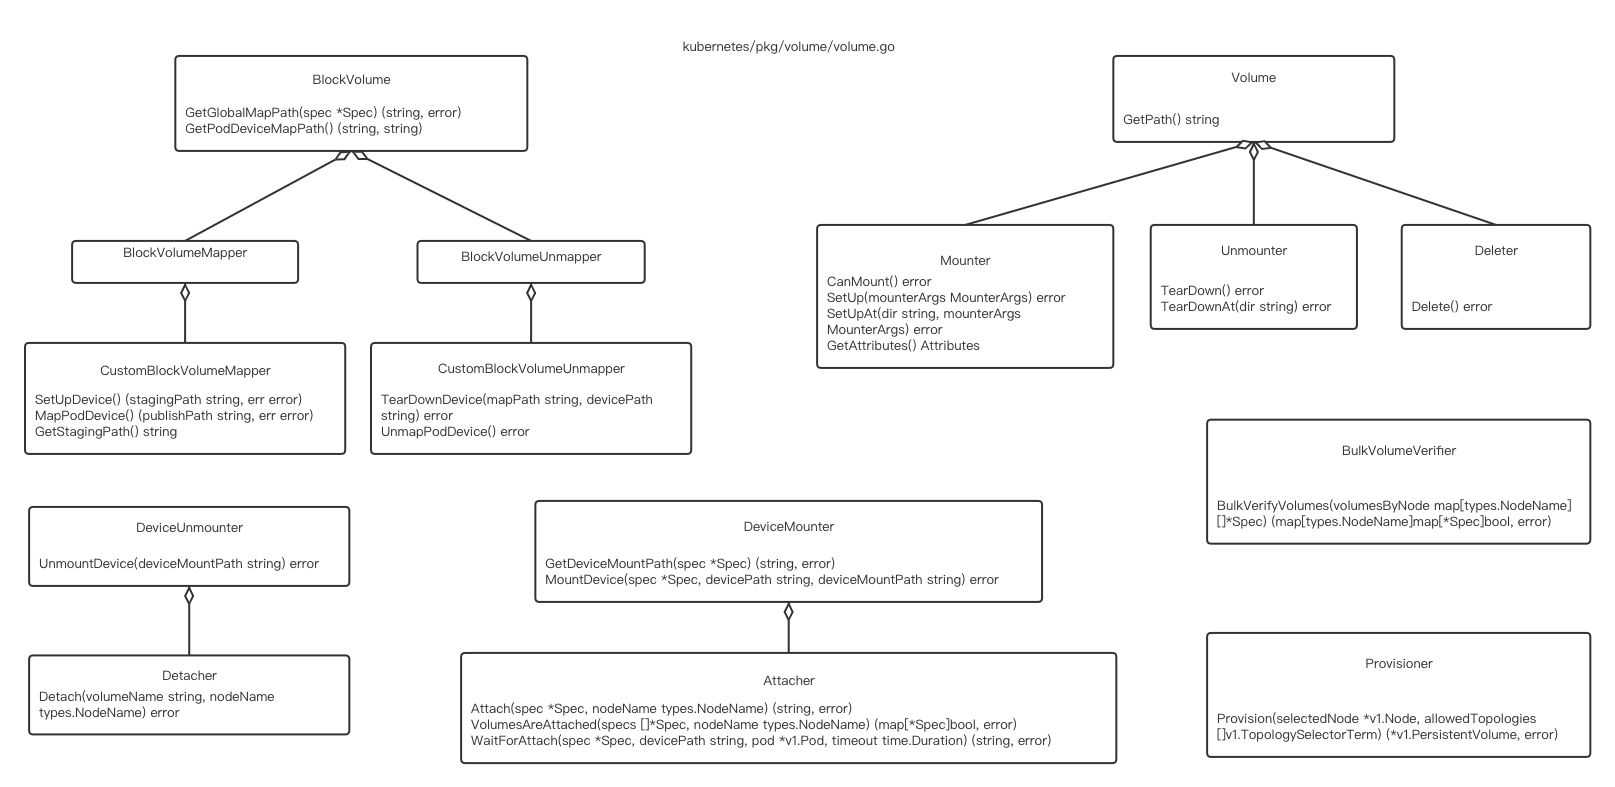 kubernetes/pkg/volume/volume.go
BlockVolume
GetGlobalMapPath(spec *Spec) (string, error)
GetPodDeviceMapPath() (string, string)
Volume
GetPath() string
BlockVolumeMapper
BlockVolumeUnmapper
Mounter
CanMount() error
SetUp(mounterArgs MounterArgs) error
SetUpAt(dir string, mounterArgs
MounterArgs) error
GetAttributes() Attributes
Unmounter
TearDown() error
TearDownAt(dir string) error
Deleter
Delete() error
CustomBlockVolumeMapper
SetUpDevice() (stagingPath string, err error)
MapPodDevice() (publishPath string, err error)
GetStagingPath() string
CustomBlockVolumeUnmapper
TearDownDevice(mapPath string, devicePath
string) error
UnmapPodDevice() error
BulkVolumeVerifier
BulkVerifyVolumes(volumesByNode map[types.NodeName]
[]*Spec) (map[types.NodeName]map[*Spec]bool, error)
DeviceUnmounter
UnmountDevice(deviceMountPath string) error
DeviceMounter
GetDeviceMountPath(spec *Spec) (string, error)
MountDevice(spec *Spec, devicePath string, deviceMountPath string) error
Detacher
Detach(volumeName string, nodeName
types.NodeName) error
Attacher
Attach(spec *Spec, nodeName types.NodeName) (string, error)
VolumesAreAttached(specs []*Spec, nodeName types.NodeName) (map[*Spec]bool, error)
WaitForAttach(spec *Spec, devicePath string, pod *v1.Pod, timeout time.Duration) (string, error)
Provisioner
Provision(selectedNode *v1.Node, allowedTopologies
[]v1.TopologySelectorTerm) (*v1.PersistentVolume, error)